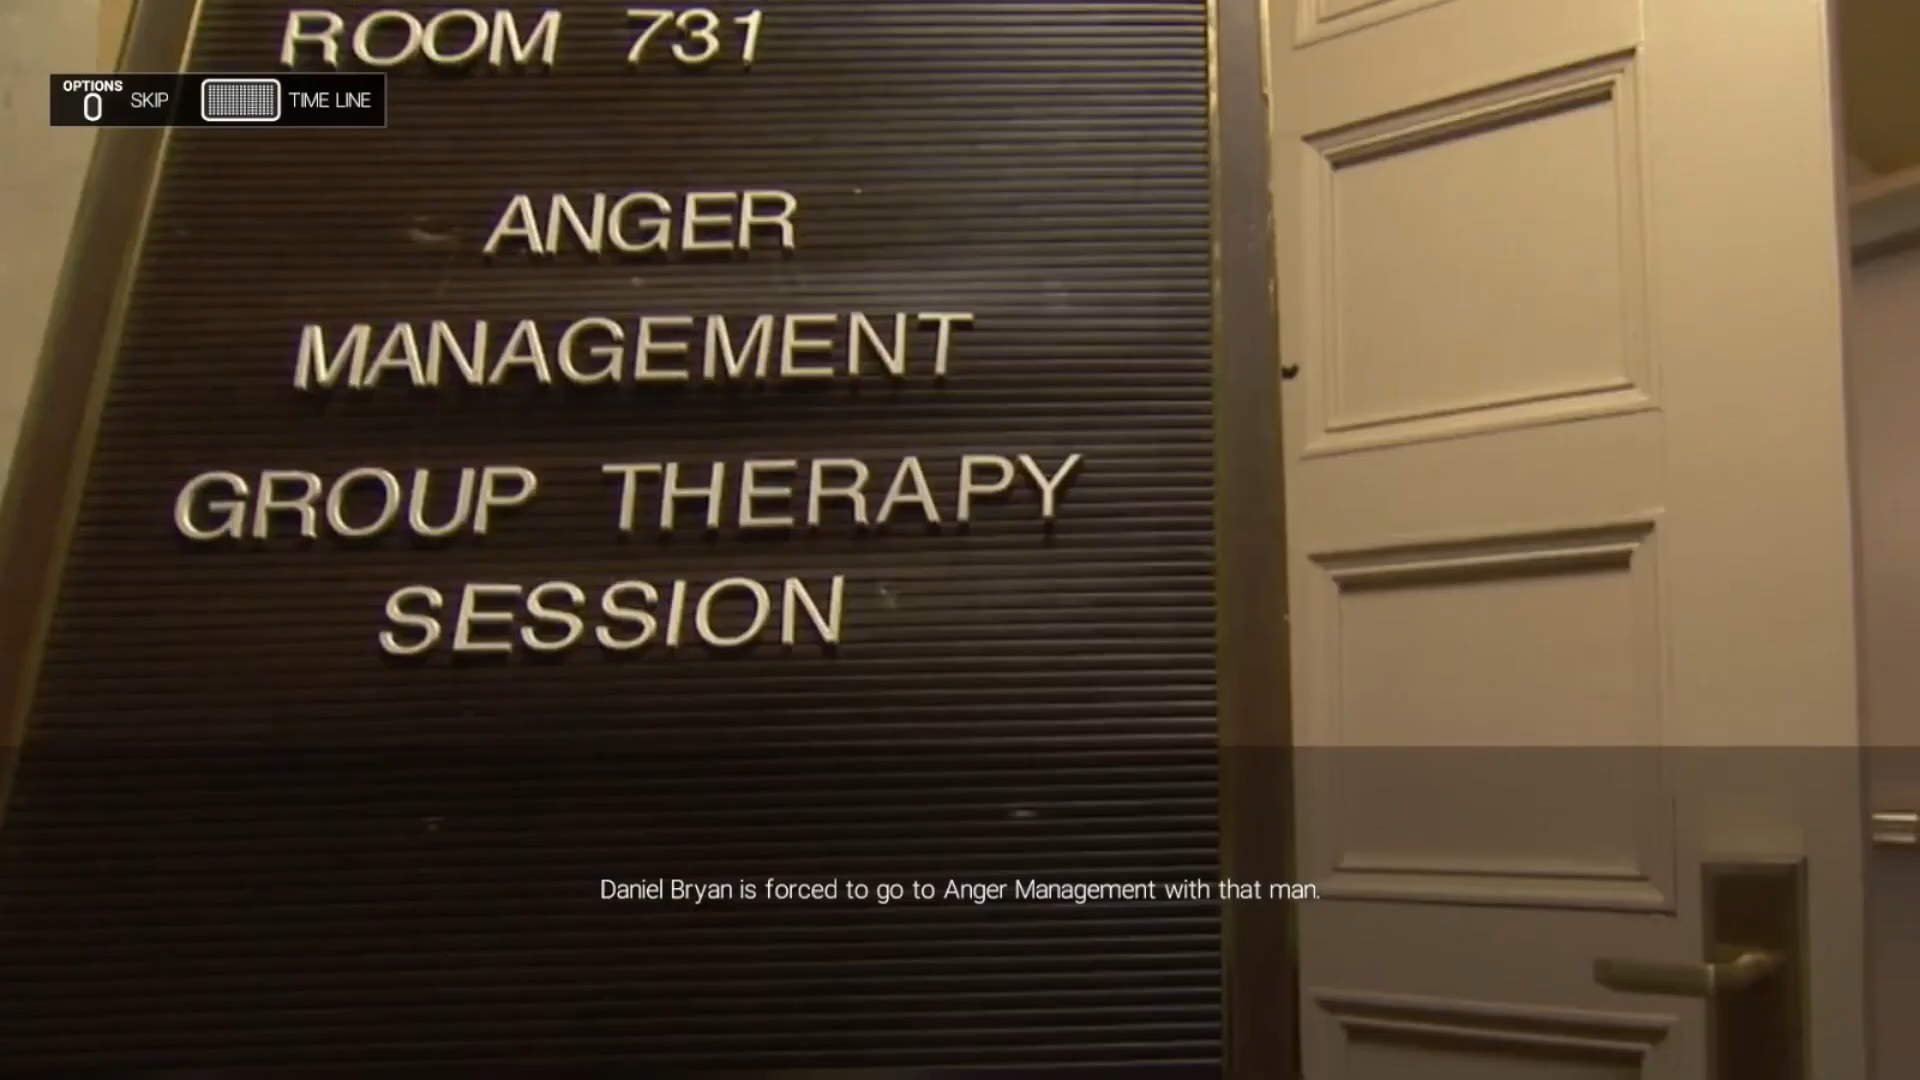 ROOM 731
OPTIONS
SKIP
TIME LINE
ANGER
MANAGEMENT
GROUP THERAPY
SESSION
Daniel Bryan is forced to go to Anger Management with that man.